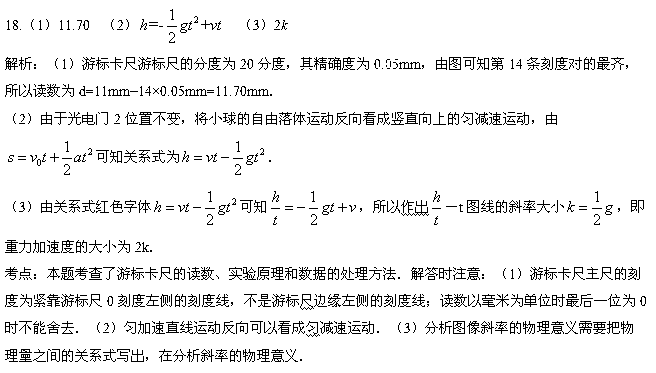 18.（1）11.70 （2）h=-\frac{1}{2}gt^2+vt （3）2k
解析：（1）游标卡尺游标尺的分度为20分度，其精确度为0.05mm，由图可知第14条刻度对的最齐，
所以读数为d=11mm−14×0.05mm=11.70mm．
（2）由于光电门2位置不变，将小球的自由落体运动反向看成竖直向上的匀减速运动，由
s=v_0t+\frac{1}{2}at^2可知关系式为h=vt-\frac{1}{2}gt^2．
（3）由关系式红色字体h=vt-\frac{1}{2}gt^2可知\frac{h}{t}=-\frac{1}{2}gt+v，所以作出\frac{h}{t}－t图线的斜率大小k=\frac{1}{2}g，即
重力加速度的大小为2k．
考点：本题考查了游标卡尺的读数、实验原理和数据的处理方法．解答时注意：（1）游标卡尺主尺的刻
度为紧靠游标尺0刻度左侧的刻度线，不是游标尺边缘左侧的刻度线；读数以毫米为单位时最后一位为0
时不能舍去．（2）匀加速直线运动反向可以看成匀减速运动．（3）分析图像斜率的物理意义需要把物
理量之间的关系式写出，在分析斜率的物理意义．